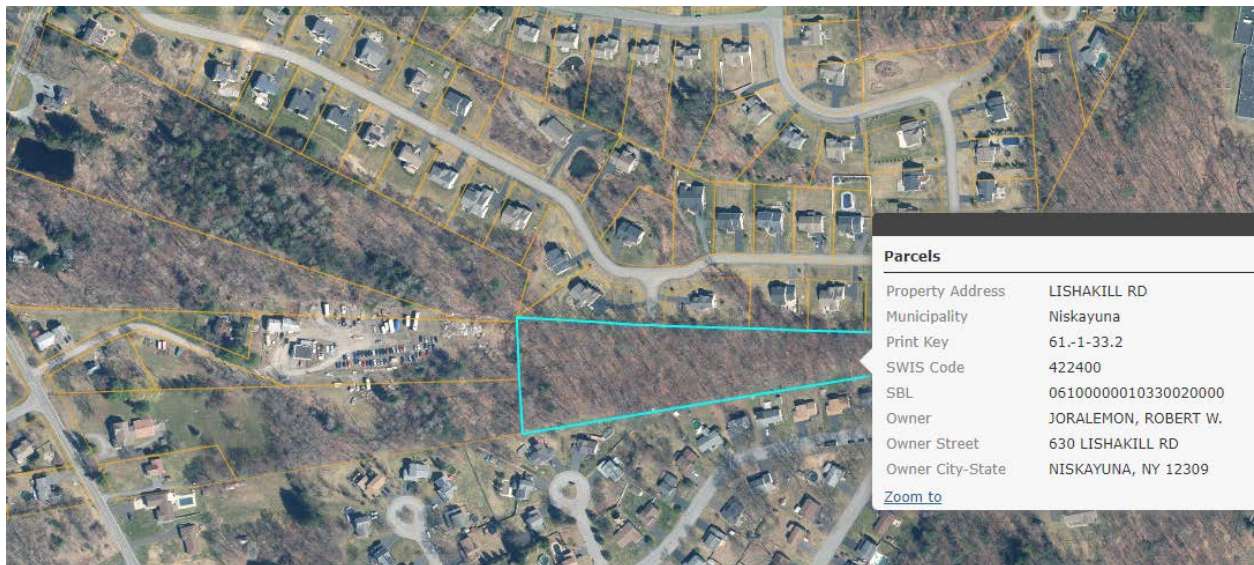 Parcels
Property Address LISHAKILL RD
Municipality Niskayuna
Print Key 61.-1-33.2
SWIS Code 422400
SBL 06100000010330020000
Owner JORALEMON, ROBERT W.
Owner Street 630 LISHAKILL RD
Owner City-State NISKAYUNA, NY 12309
Zoom to